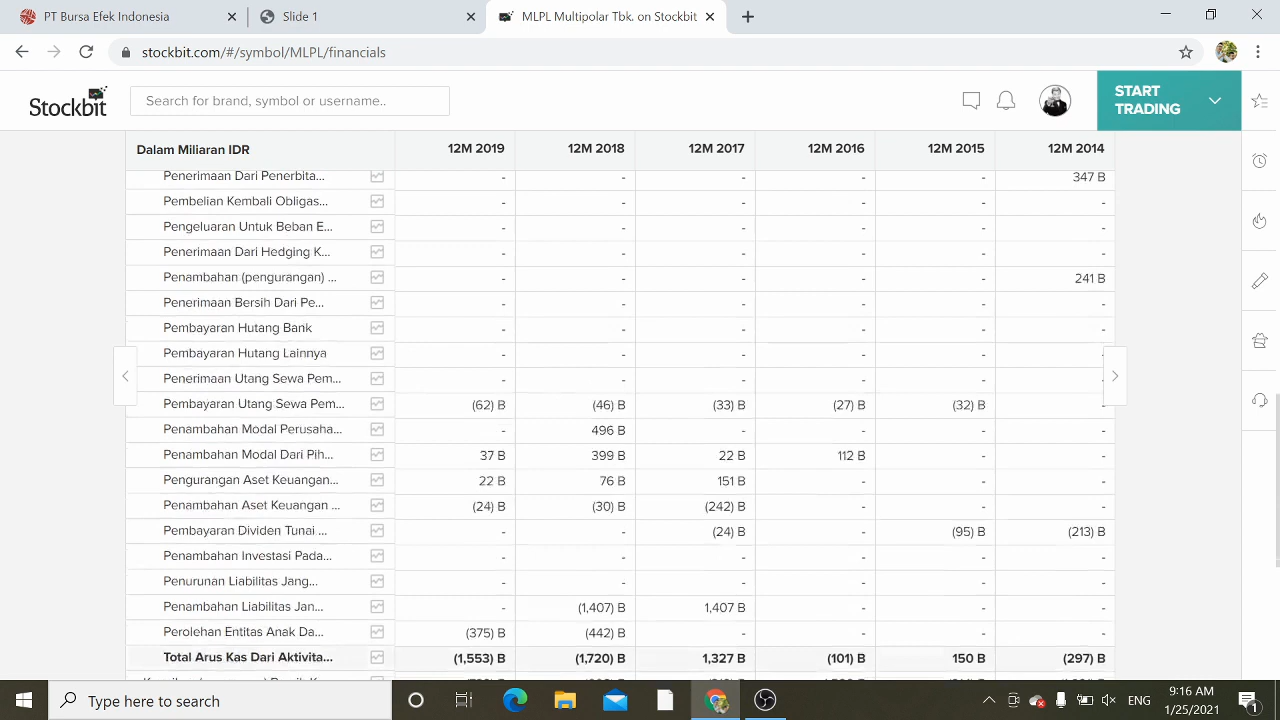 PT Bursa Efek Indonesia
Slide 1
MLPL Multipolar Tbk. on Stockbit
stockbit.com/#/symbol/MLPL/financials
Stockbit
Search for brand, symbol or username..
START
TRADING
Dalam Miliaran IDR 12M 2019 12M 2018 12M 2017 12M 2016 12M 2015 12M 2014
Penerimaan Dari Penerbita... - - - - - 347 B
Pembelian Kembali Obligas... - - - - - -
Pengeluaran Untuk Beban E... - - - - - -
Penerimaan Dari Hedging K... - - - - - -
Penambahan (pengurangan) ... - - - - - 241 B
Penerimaan Bersih Dari Pe... - - - - - -
Pembayaran Hutang Bank - - - - - -
Pembayaran Hutang Lainnya - - - - - -
Penerimaan Utang Sewa Pem... - - - - - -
Pembayaran Utang Sewa Pem... (62) B (46) B (33) B (27) B (32) B -
Penambahan Modal Perusaha... - 496 B - - - -
Penambahan Modal Dari Pih... 37 B 399 B 22 B 112 B - -
Pengurangan Aset Keuangan... 22 B 76 B 151 B - - -
Penambahan Aset Keuangan ... (24) B (30) B (242) B - - -
Pembayaran Dividen Tunai ... - - (24) B - (95) B (213) B
Penambahan Investasi Pada... - - - - - -
Penurunan Liabilitas Jang... - - - - - -
Penambahan Liabilitas Jan... - (1,407) B 1,407 B - - -
Perolehan Entitas Anak Da... (375) B (442) B - - - -
Total Arus Kas Dari Aktivita... (1,553) B (1,720) B 1,327 B (101) B 150 B (297) B
Type here to search
ENG
9:16 AM
1/25/2021